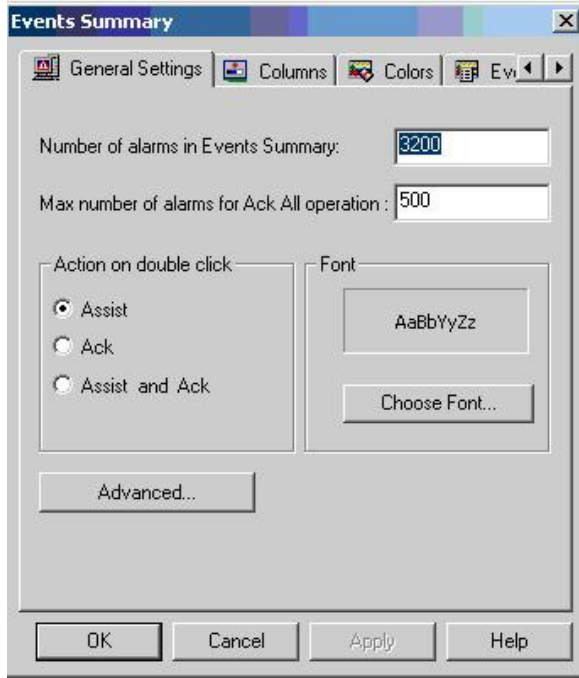 Events Summary
General Settings
Columns
Colors
Number of alarms in Events Summary:
3200
Max number of alarms for Ack All operation :
500
Action on double click
Assist
Ack
Assist and Ack
Font
AaBbYyZz
Choose Font...
Advanced...
OK
Cancel
Apply
Help